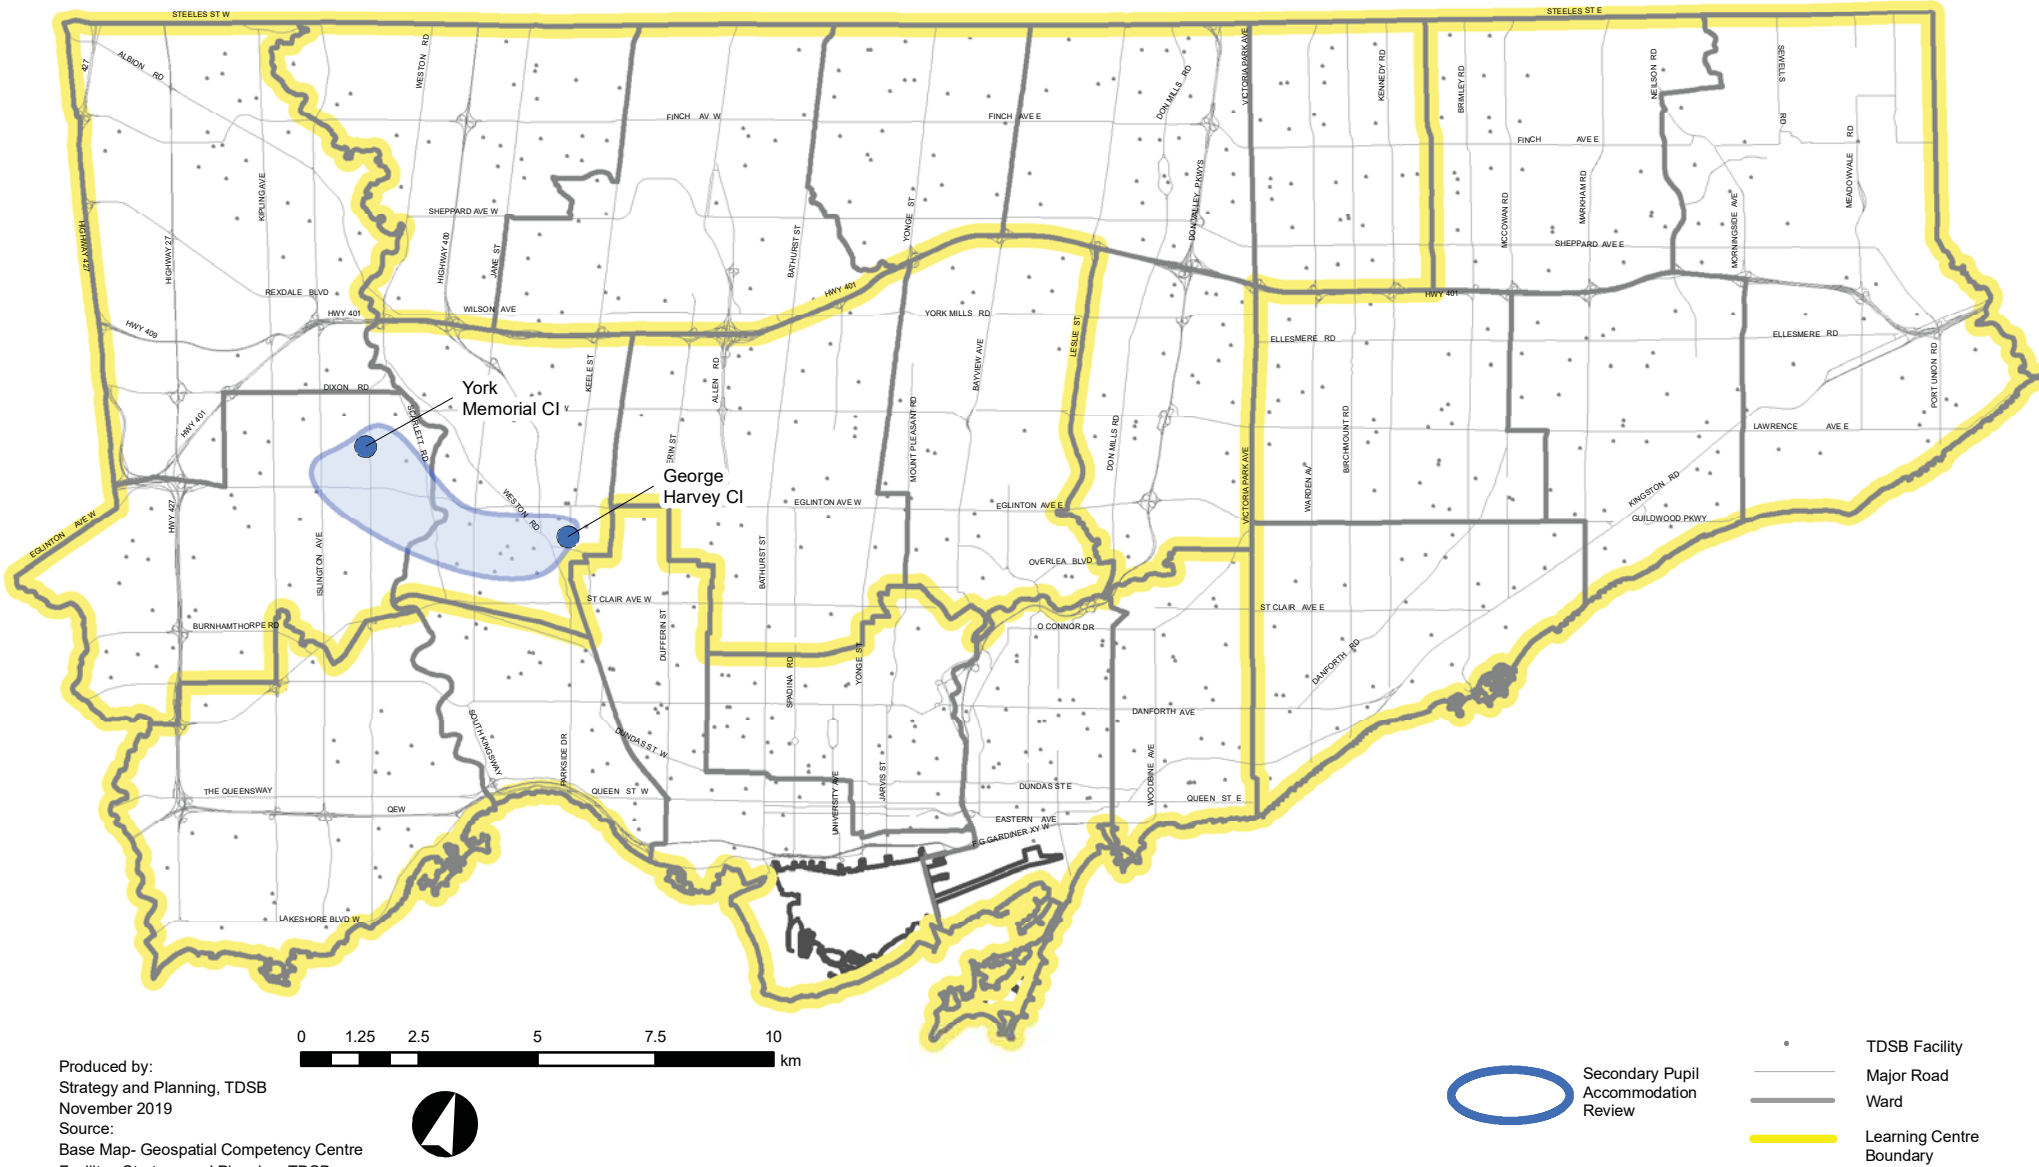 STEELES ST W
STEELES ST E
427
ALBION RD
WESTON RD
VICTORIA PARK AVE
KENNEDY RD
BRIMLEY RD
NEILSON RD
SEWELLS RD
DON MILLS RD
FINCH AV W
FINCH AVE E
FINCH AVE E
MEADOWVALE RD
KIPLING AVE
SHEPPARD AVE W
HIGHWAY 427
HIGHWAY 27
HIGHWAY 400
JANE ST
BATHURST ST
YONGE ST
DON VALLEY PKWYS
MCCOWAN RD
MARKHAM RD
MORNINGSIDE AVE
SHEPPARD AVE E
REXDALE BLVD
HWY 401
WILSON AVE
HWY 401
HWY 401
YORK MILLS RD
HWY 409
LESLIE ST
ELLESMERE RD
ELLESMERE RD
KEELE ST
ALLEN RD
BAYVIEW AVE
PORT UNION RD
DIXON RD
York
Memorial CI
HWY 401
SCARLETT RD
MOUNT PLEASANT RD
DON MILLS RD
BIRCHMOUNT RD
LAWRENCE AVE E
George
Harvey CI
WESTON RD
EGLINTON AVE W
EGLINTON AVE E
VICTORIA PARK AVE
WARDEN AV
KINGSTON RD
GUILDWOOD PKWY
HWY 427
EGLINTON AVE W
ISLINGTON AVE
BATHURST ST
OVERLEA BLVD
ST CLAIR AVE W
ST CLAIR AVE E
BURNHAMTHORPE RD
DUFFERIN ST
O CONNOR DR
YONGE ST
SPADINA RD
DANFORTH RD
SOUTH KINGSWAY
PARKSIDE DR
DUNDAS ST W
DANFORTH AVE
WOODBINE AVE
THE QUEENSWAY
QEW
QUEEN ST W
UNIVERSITY AVE
JARVIS ST
DUNDAS ST E
QUEEN ST E
EASTERN AVE
F G GARDINER XY W
LAKESHORE BLVD W
0 1.25 2.5 5 7.5 10
km
Produced by:
Strategy and Planning, TDSB
November 2019
Source:
Base Map- Geospatial Competency Centre
Secondary Pupil
Accommodation
Review
TDSB Facility
Major Road
Ward
Learning Centre
Boundary